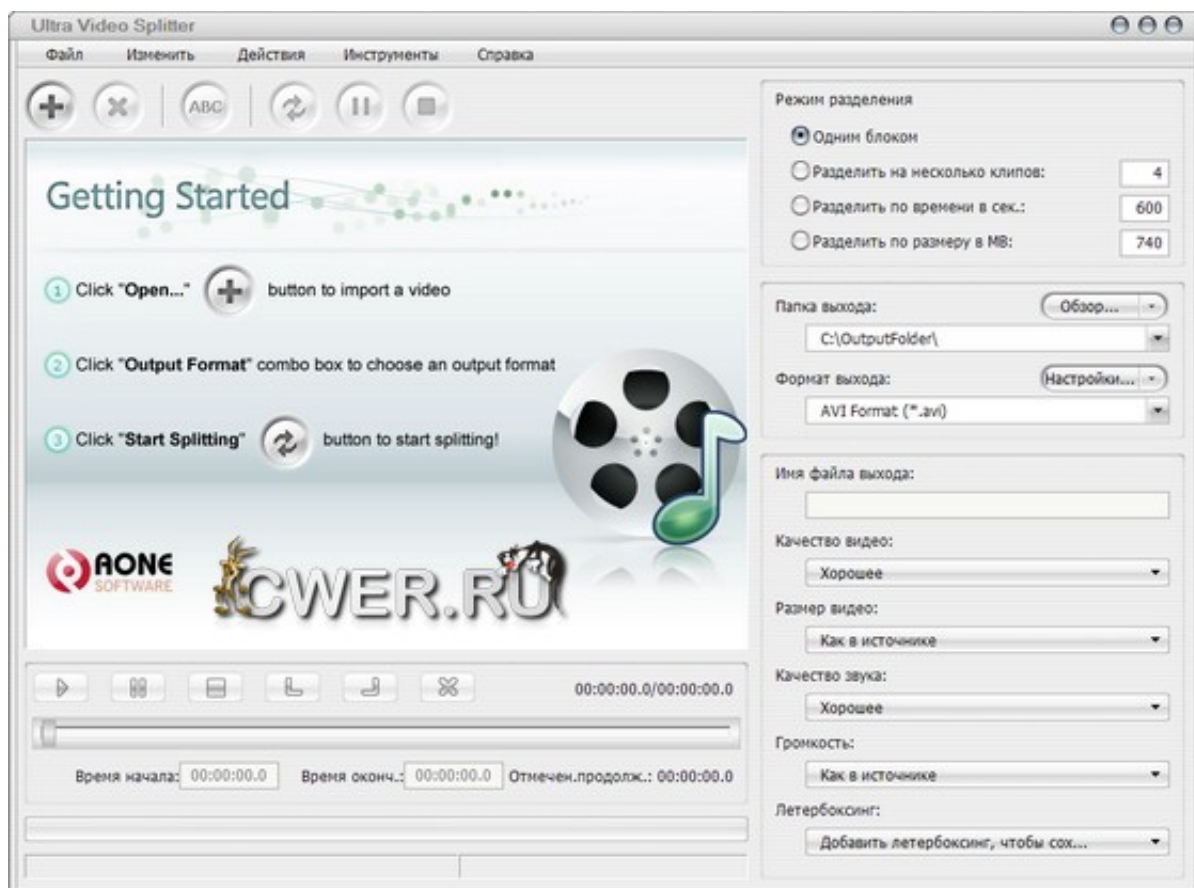 Ultra Video Splitter
Файл Изменить Действия Инструменты Справка
ABC
Getting Started
1 Click "Open..." button to import a video
2 Click "Output Format" combo box to choose an output format
3 Click "Start Splitting" button to start splitting!
AONE
SOFTWARE
CWER.RU
00:00:00.0/00:00:00.0
Время начала: 00:00:00.0 Время оконч.: 00:00:00.0 Отмечен.продолж.: 00:00:00.0
Режим разделения
Одним блоком
Разделить на несколько клипов: 4
Разделить по времени в сек.: 600
Разделить по размеру в MB: 740
Папка выхода: Обзор...
C:\OutputFolder\
Формат выхода: Настройки...
AVI Format (*.avi)
Имя файла выхода:
Качество видео:
Хорошее
Размер видео:
Как в источнике
Качество звука:
Хорошее
Громкость:
Как в источнике
Летербоксинг:
Добавить летербоксинг, чтобы сох...